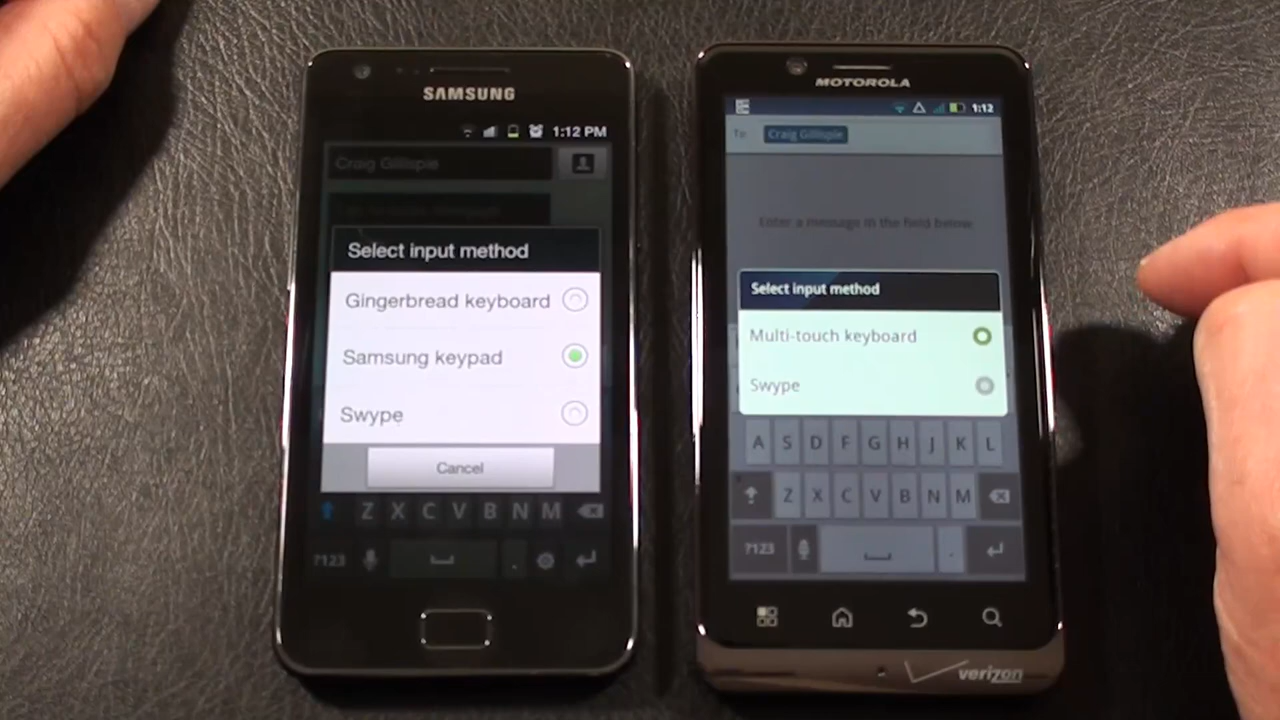 SAMSUNG
1:12 PM
Craig Gillispie
Select input method
Gingerbread keyboard
Samsung keypad
Swype
Cancel
Z X C V B N M
?123 .
MOTOROLA
1:12
To Craig Gillispie
Enter a message in the field below
Select input method
Multi-touch keyboard
Swype
A S D F G H J K L
Z X C V B N M
?123 .
verizon